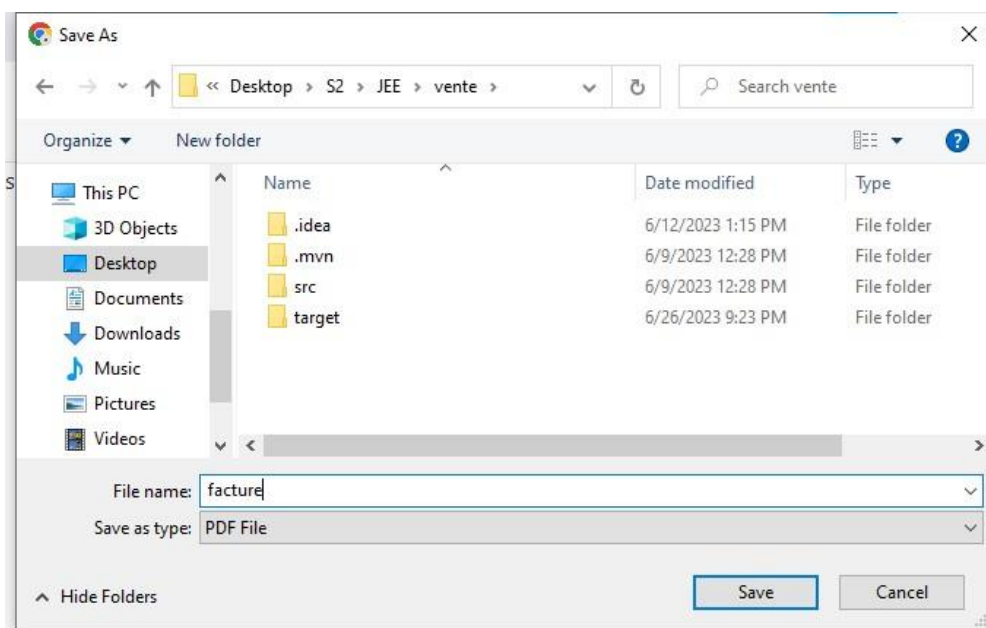 Save As
« Desktop › S2 › JEE › vente ›
Search vente
Organize
New folder
s
Name
Date modified
Type
This PC
3D Objects
Desktop
Documents
Downloads
Music
Pictures
Videos
.idea 6/12/2023 1:15 PM File folder
.mvn 6/9/2023 12:28 PM File folder
src 6/9/2023 12:28 PM File folder
target 6/26/2023 9:23 PM File folder
File name: facture
Save as type: PDF File
Hide Folders
Save
Cancel